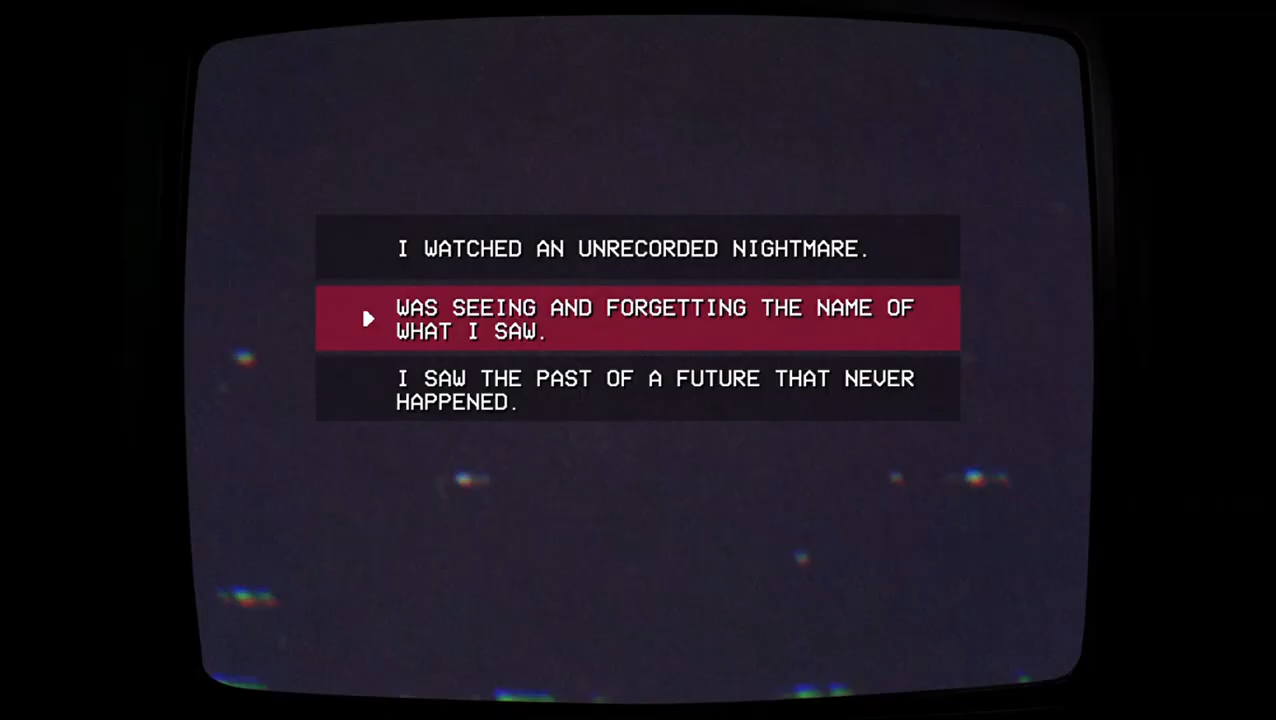 I WATCHED AN UNRECORDED NIGHTMARE.
WAS SEEING AND FORGETTING THE NAME OF
WHAT I SAW.
I SAW THE PAST OF A FUTURE THAT NEVER
HAPPENED.